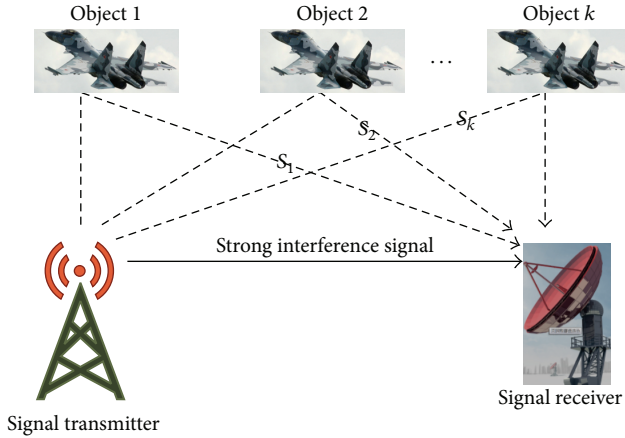 Object 1
Object 2
Object k
...
S1
S2
Sk
Strong interference signal
Signal transmitter
Signal receiver